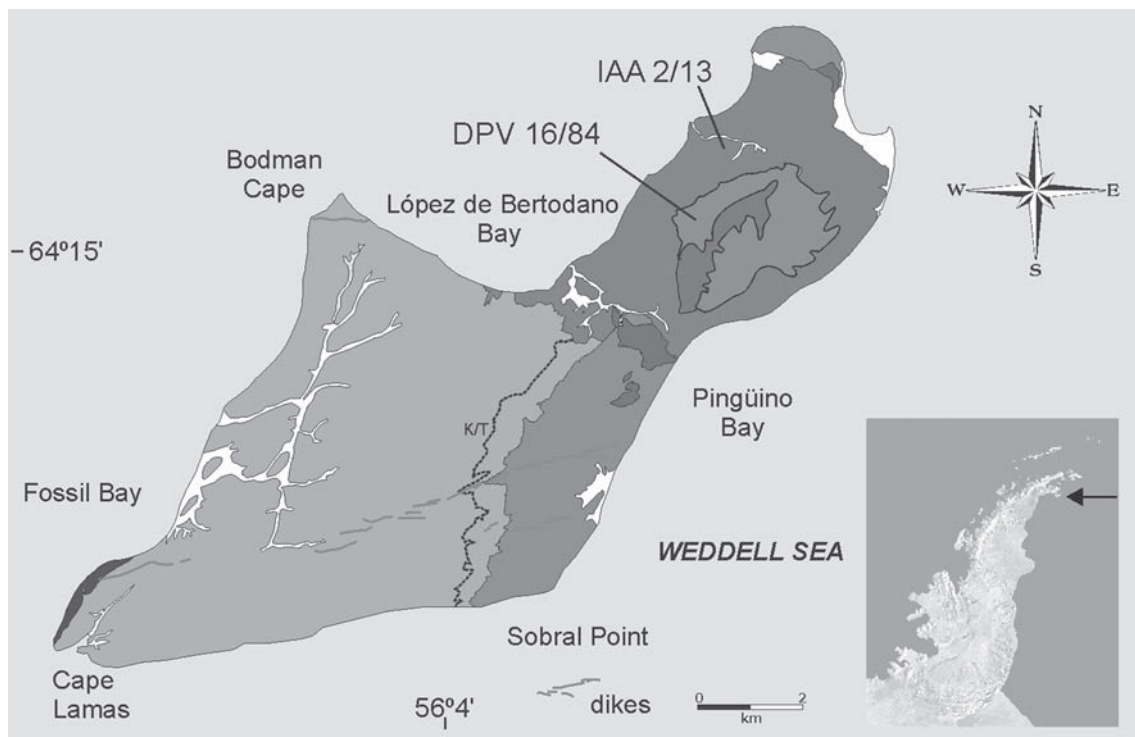 IAA 2/13
DPV 16/84
Bodman
Cape
López de Bertodano
Bay
N
W
E
S
– 64º15'
K/T
Pingüino
Bay
Fossil Bay
WEDDELL SEA
Sobral Point
Cape
Lamas
56º4'
dikes
0
2
km